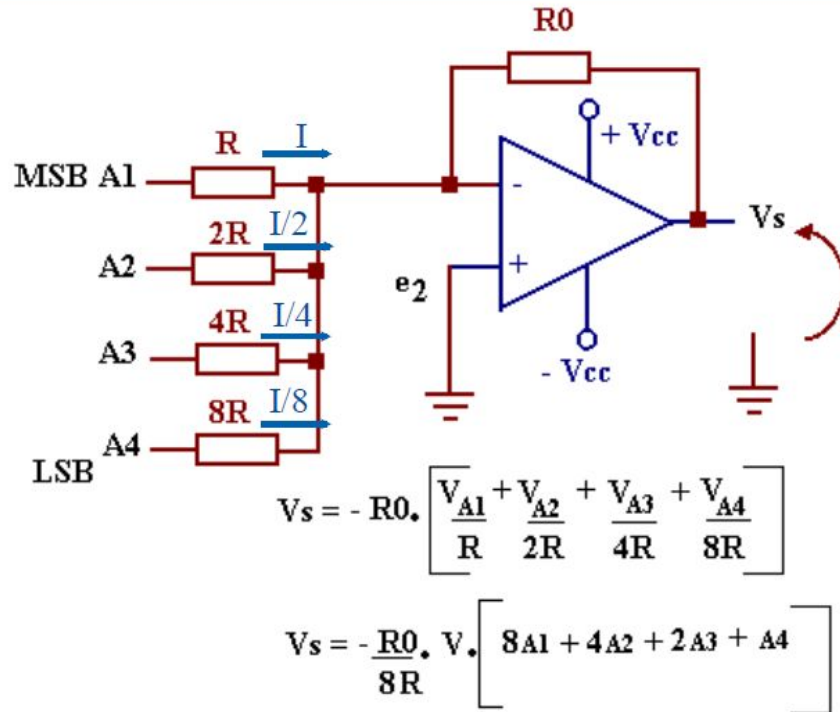 R0
R I
+ Vcc
MSB A1
-
I/2
2R
Vs
A2
+
e2
I/4
4R
A3
- Vcc
I/8
8R
A4
LSB
Vs = - R0. [ VA1/R + VA2/2R + VA3/4R + VA4/8R ]
Vs = - R0/8R . V. [ 8A1 + 4A2 + 2A3 + A4 ]